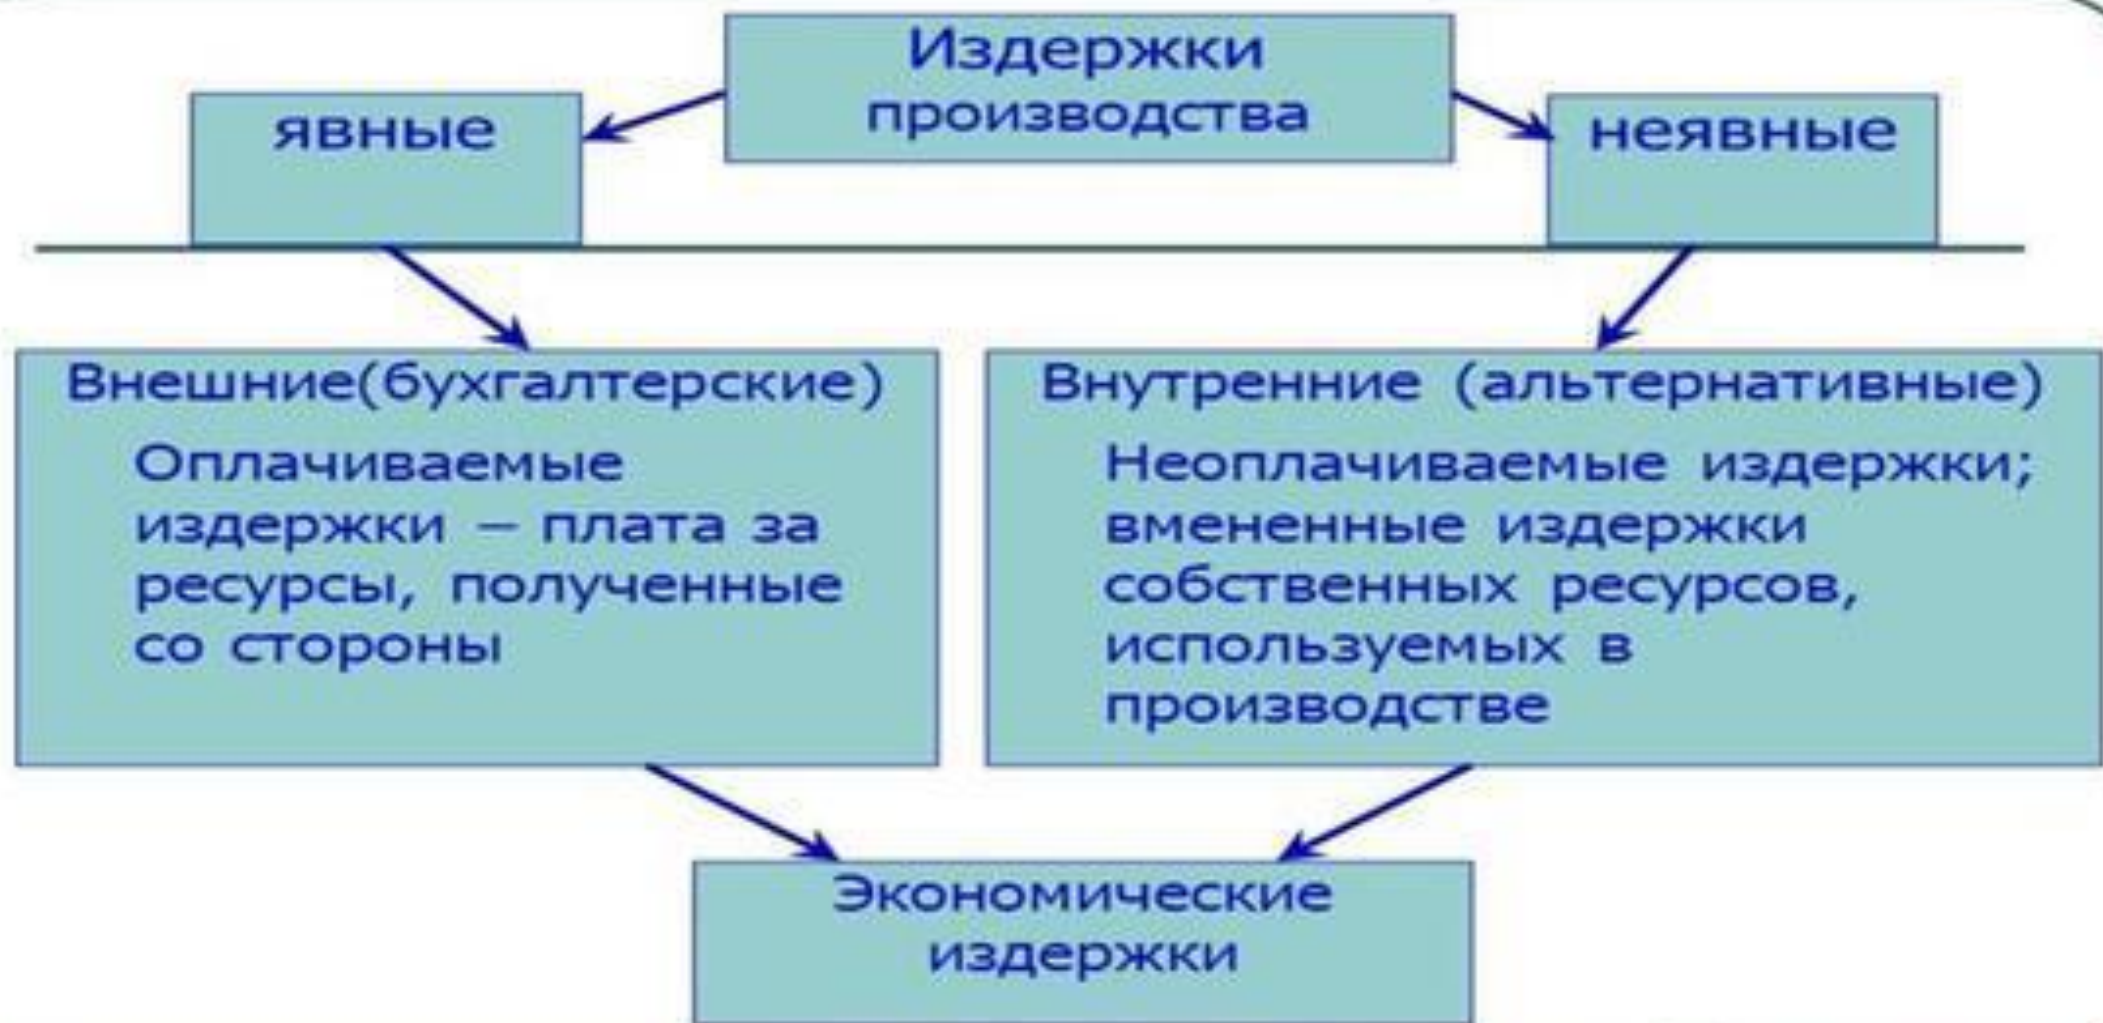 Издержки
производства
явные
неявные
Внешние(бухгалтерские)
Оплачиваемые
издержки – плата за
ресурсы, полученные
со стороны
Внутренние (альтернативные)
Неоплачиваемые издержки;
вмененные издержки
собственных ресурсов,
используемых в
производстве
Экономические
издержки